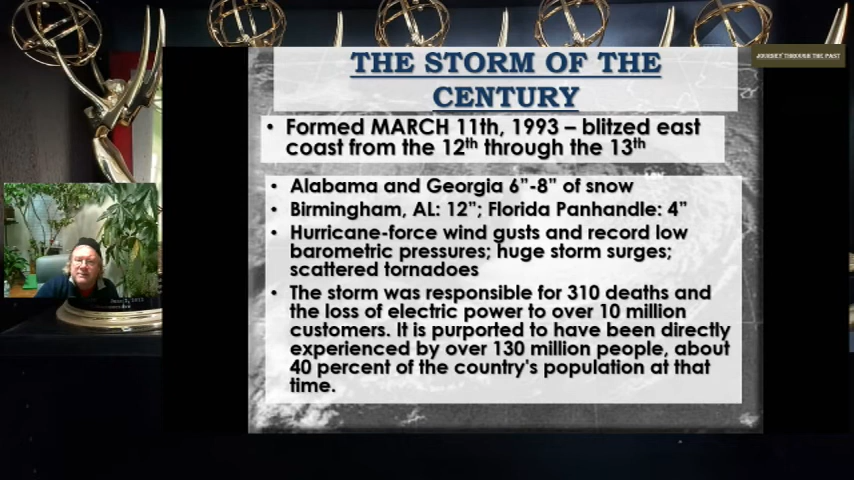 THE STORM OF THE
CENTURY
JOURNEY THROUGH THE PAST
• Formed MARCH 11th, 1993 – blitzed east
coast from the 12th through the 13th
• Alabama and Georgia 6”-8” of snow
• Birmingham, AL: 12”; Florida Panhandle: 4”
• Hurricane-force wind gusts and record low
barometric pressures; huge storm surges;
scattered tornadoes
• The storm was responsible for 310 deaths and
the loss of electric power to over 10 million
customers. It is purported to have been directly
experienced by over 130 million people, about
40 percent of the country's population at that
time.